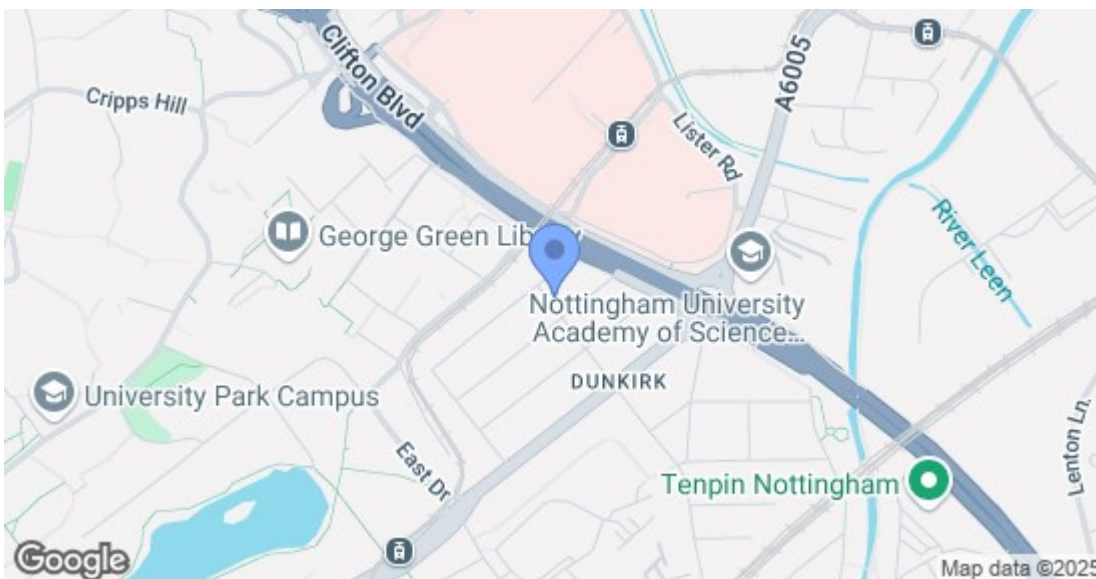 Clifton Blvd
A6005
Cripps Hill
Lister Rd
George Green Library
River Leen
Nottingham University
Academy of Science...
DUNKIRK
University Park Campus
East Dr
Tenpin Nottingham
Lenton Ln.
Google
Map data ©2025